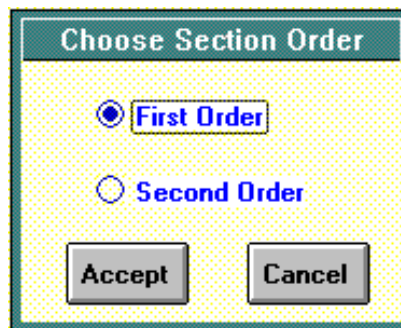 Choose Section Order
First Order
Second Order
Accept Cancel